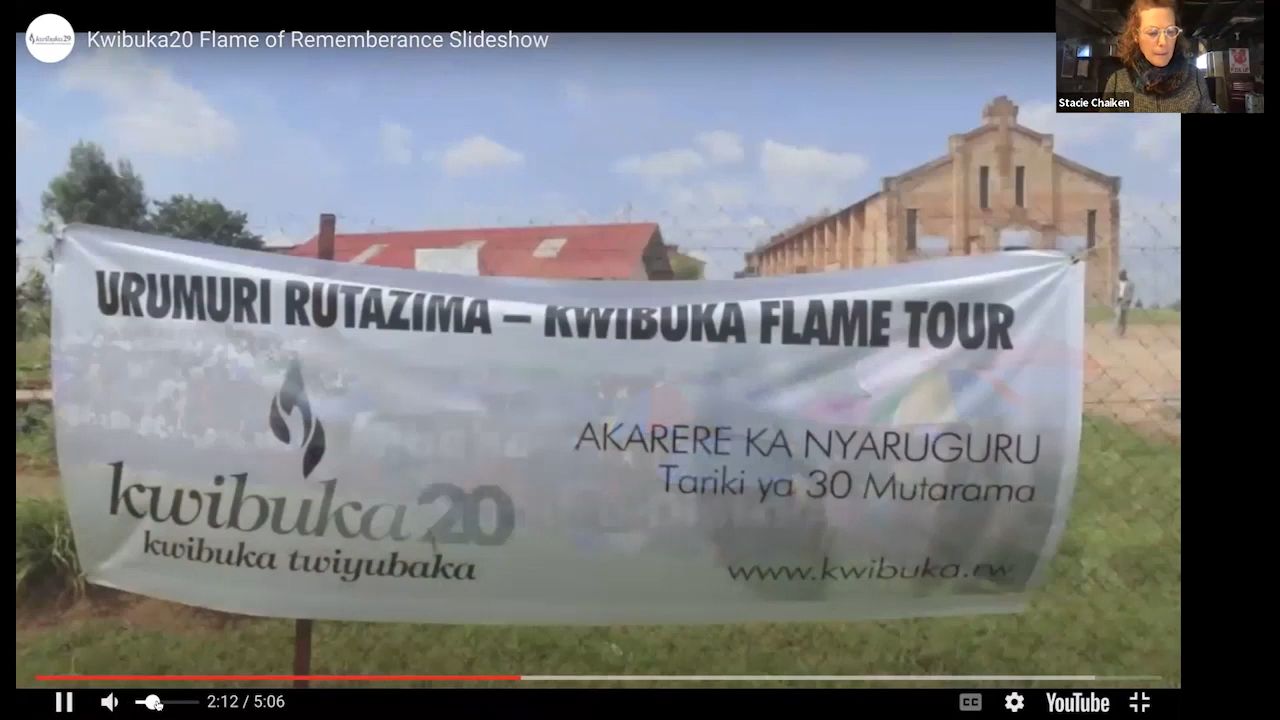 Kwibuka20 Flame of Rememberance Slideshow
Stacie Chaiken
URUMURI RUTAZIMA – KWIBUKA FLAME TOUR
AKARERE KA NYARUGURU
Tariki ya 30 Mutarama
kwibuka20
kwibuka twiyubaka
www.kwibuka.rw
2:12 / 5:06
CC
YouTube